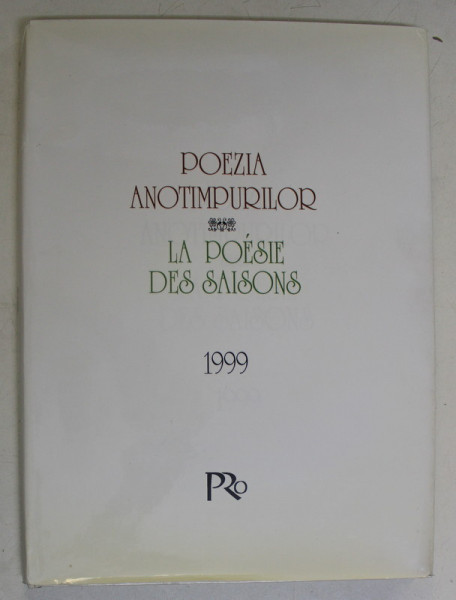 POEZIA
ANOTIMPURILOR
LA POÉSIE
DES SAISONS
1999
PRO